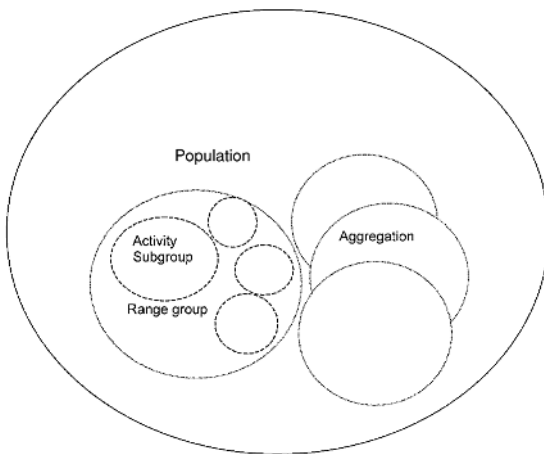 Population
Activity
Subgroup
Aggregation
Range group